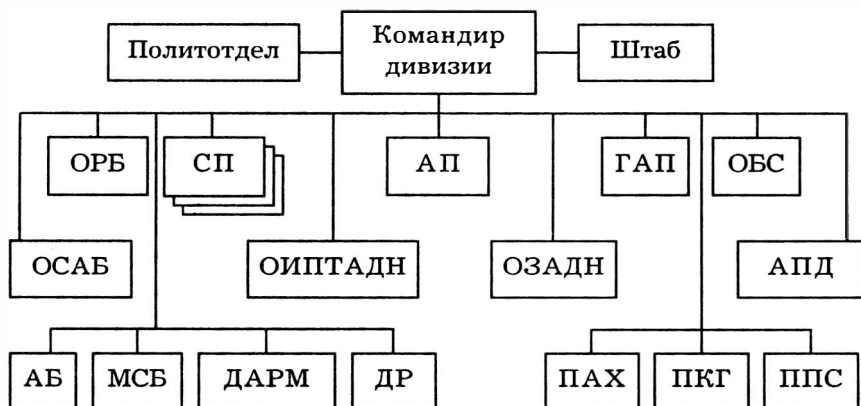 Политотдел
Командир
дивизии
Штаб
ОРБ
СП
АП
ГАП
ОБС
ОСАБ
ОИПТАДН
ОЗАДН
АПД
АБ
МСБ
ДАРМ
ДР
ПАХ
ПКГ
ППС